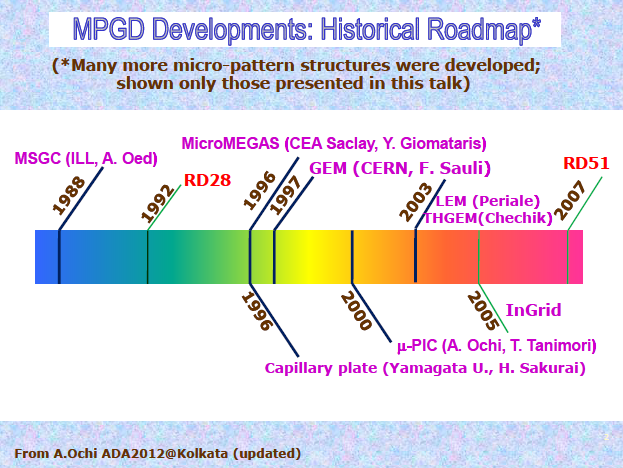 MPGD Developments: Historical Roadmap*
(*Many more micro-pattern structures were developed;
shown only those presented in this talk)
MSGC (ILL, A. Oed)
1988
RD28
1992
MicroMEGAS (CEA Saclay, Y. Giomataris)
1996
GEM (CERN, F. Sauli)
1997
2003
LEM (Periale)
THGEM(Chechik)
RD51
2007
1996
Capillary plate (Yamagata U., H. Sakurai)
2000
µ-PIC (A. Ochi, T. Tanimori)
2005
InGrid
From A.Ochi ADA2012@Kolkata (updated)